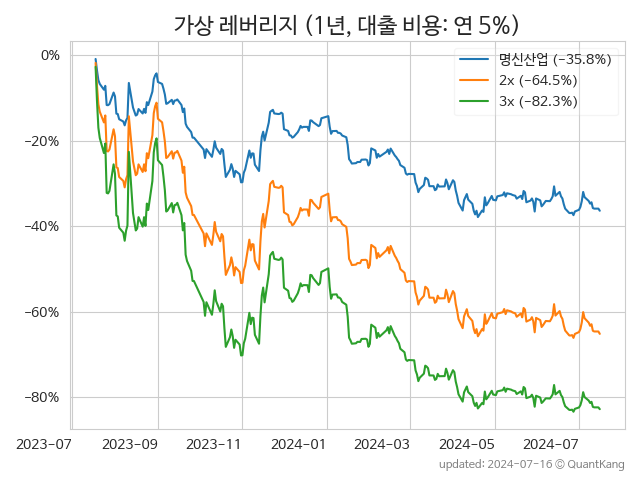 가상 레버리지 (1년, 대출 비용: 연 5%)
명신산업 (−35.8%)
2x (−64.5%)
3x (−82.3%)
0%
−20%
−40%
−60%
−80%
2023-07 2023-09 2023-11 2024-01 2024-03 2024-05 2024-07
updated: 2024-07-16 © QuantKang